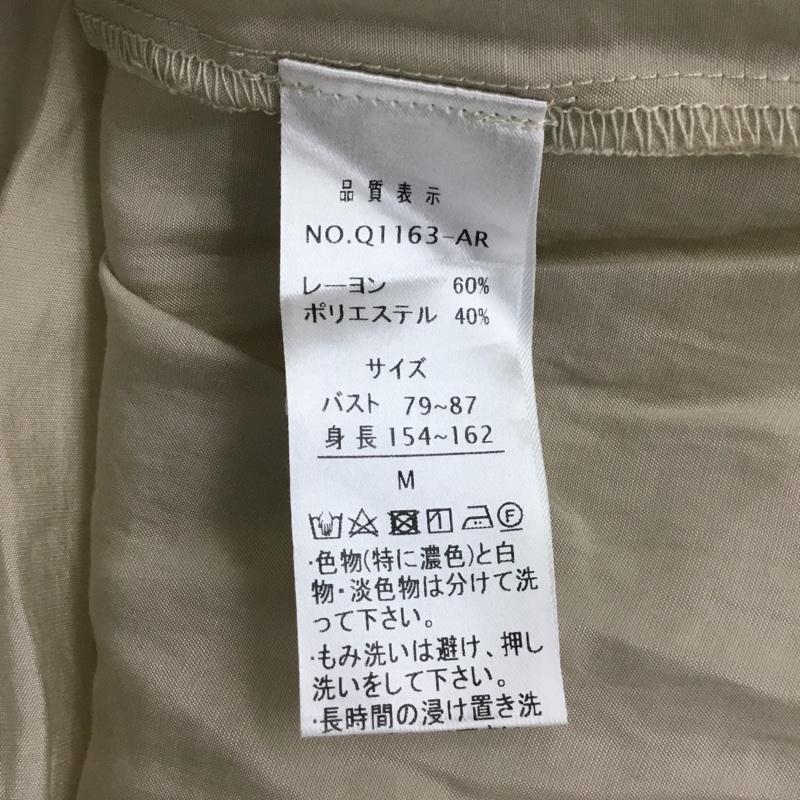 品質表示
NO.Q1163-AR
レーヨン 60%
ポリエステル 40%
サイズ
バスト 79~87
身長 154~162
M
F
·色物(特に濃色)と白
物・淡色物は分けて洗
って下さい。
·もみ洗いは避け、押し
洗いをして下さい。
·長時間の浸け置き洗